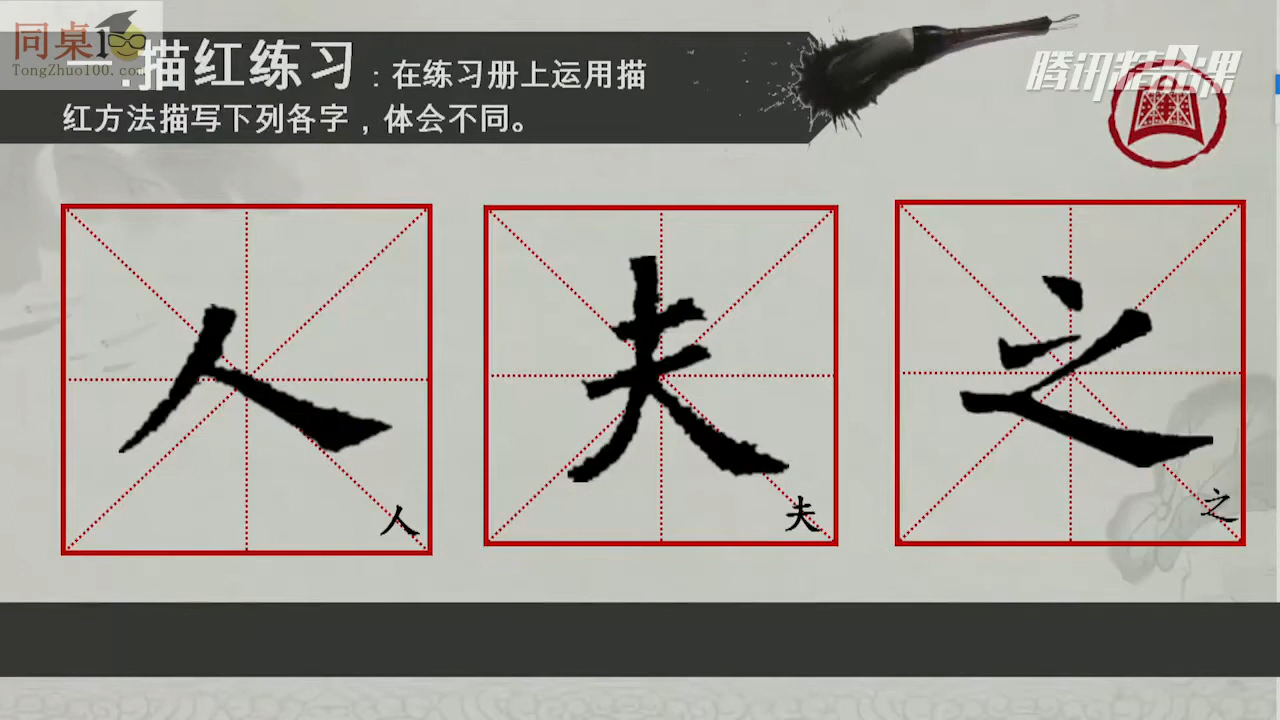 同桌100
TongZhuo100.com
腾讯精品课
二.描红练习：在练习册上运用描
红方法描写下列各字，体会不同。
人 夫 之
人 夫 之